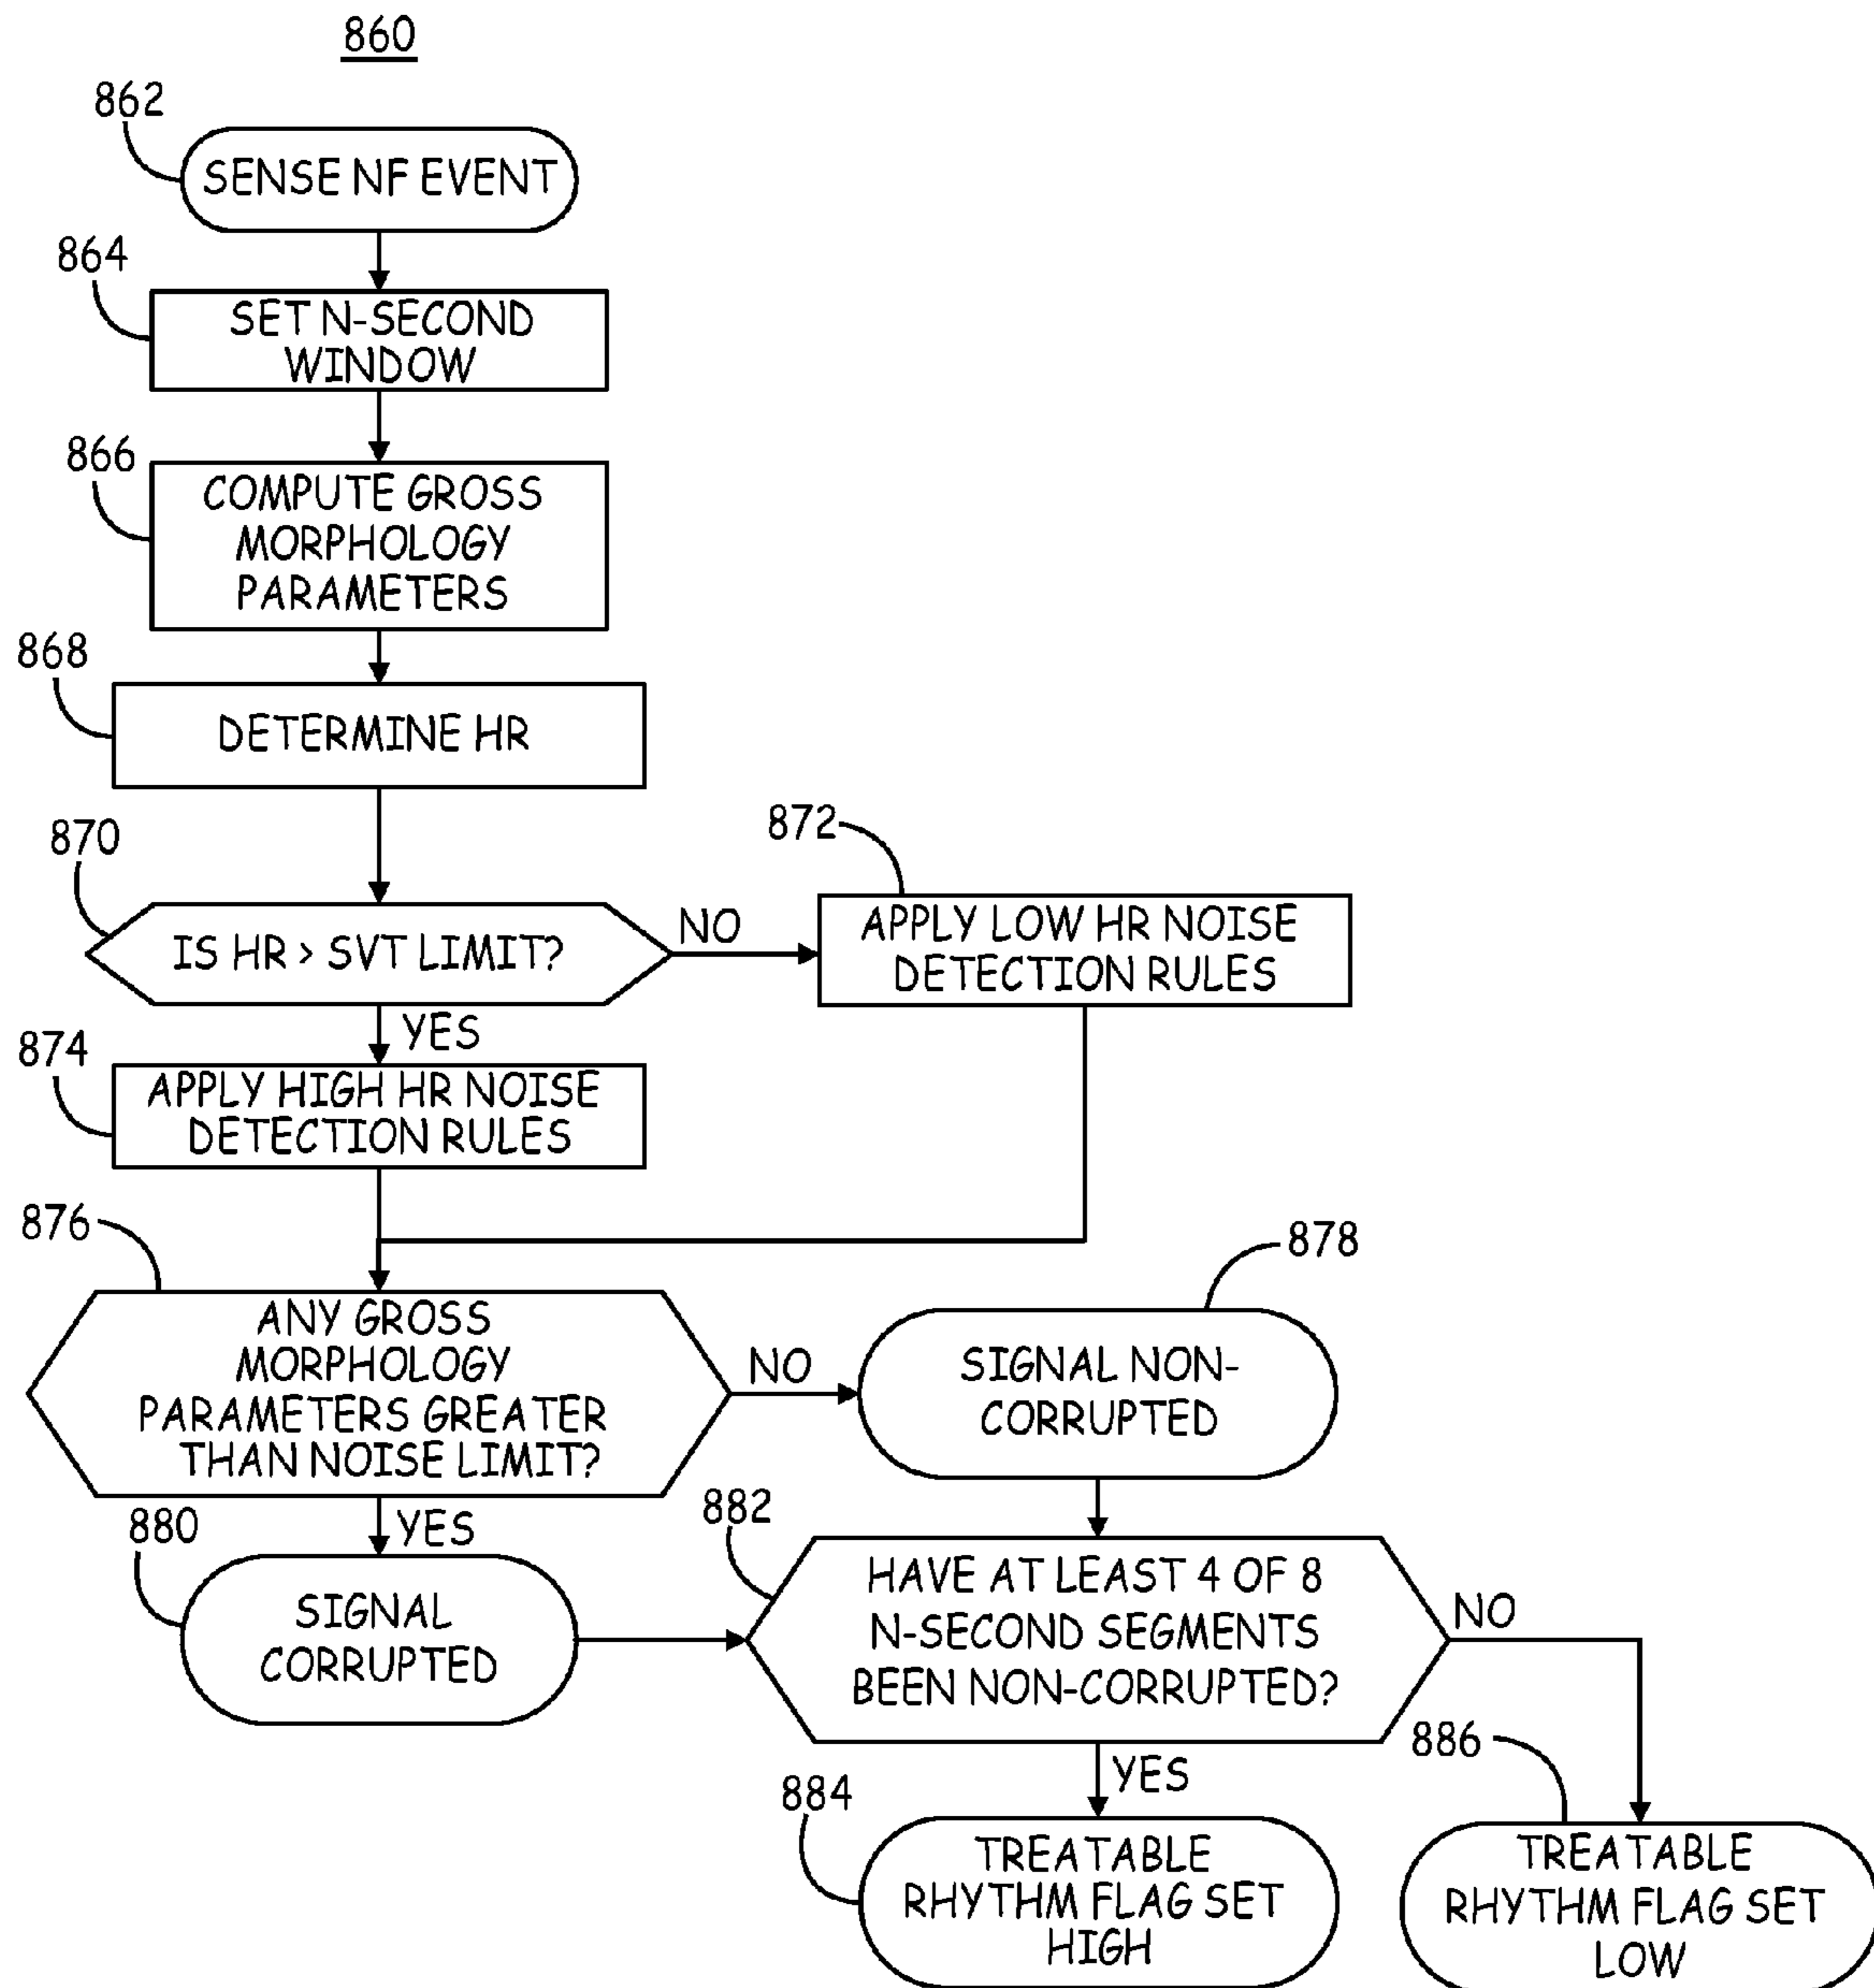 860
862
SENSE NF EVENT
864
SET N-SECOND
WINDOW
866
COMPUTE GROSS
MORPHOLOGY
PARAMETERS
868
DETERMINE HR
870
IS HR > SVT LIMIT?
NO
872
APPLY LOW HR NOISE
DETECTION RULES
YES
874
APPLY HIGH HR NOISE
DETECTION RULES
876
ANY GROSS
MORPHOLOGY
PARAMETERS GREATER
THAN NOISE LIMIT?
NO
878
SIGNAL NON-
CORRUPTED
YES
880
SIGNAL
CORRUPTED
882
HAVE AT LEAST 4 OF 8
N-SECOND SEGMENTS
BEEN NON-CORRUPTED?
NO
YES
884
TREATABLE
RHYTHM FLAG SET
HIGH
886
TREATABLE
RHYTHM FLAG SET
LOW